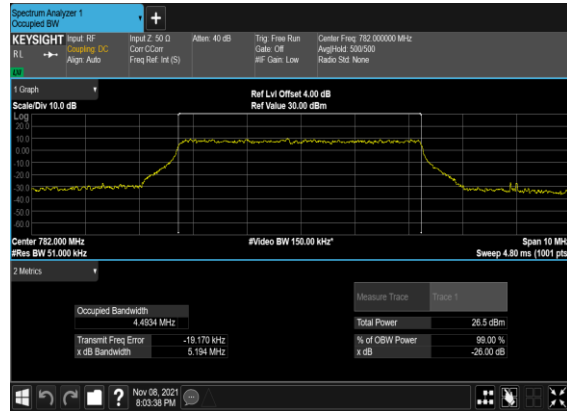 Spectrum Analyzer 1
Occupied BW
+
KEYSIGHT Input: RF Input Z: 50 Ω Atten: 40 dB Trig: Free Run Center Freq: 782.000000 MHz
RL Coupling: DC Corr CCorr Gate: Off Avg|Hold: 500/500
Align: Auto Freq Ref: Int (S) #IF Gain: Low Radio Std: None
LW
1 Graph
Ref Lvl Offset 4.00 dB
Scale/Div 10.0 dB Ref Value 30.00 dBm
Log
20.0
10.0
0.00
-10.0
-20.0
-30.0
-40.0
-50.0
-60.0
Center 782.000 MHz #Video BW 150.00 kHz* Span 10 MHz
#Res BW 51.000 kHz Sweep 4.80 ms (1001 pts)
2 Metrics
Measure Trace Trace 1
Occupied Bandwidth
4.4934 MHz Total Power 26.5 dBm
Transmit Freq Error -19.170 kHz % of OBW Power 99.00 %
x dB Bandwidth 5.194 MHz x dB -26.00 dB
? Nov 08, 2021
8:03:38 PM